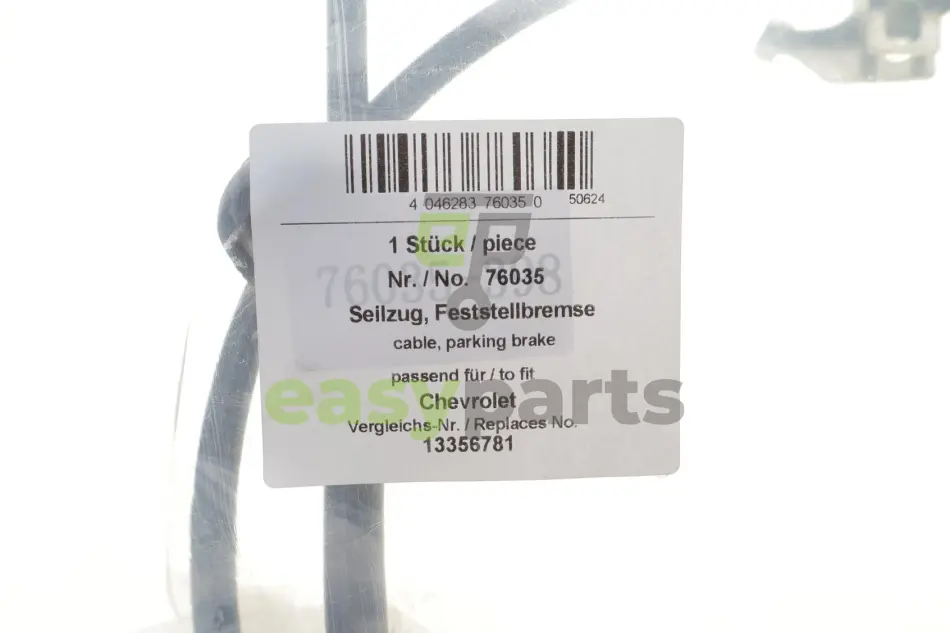 4 046283 76035 0 50624
1 Stück / piece
Nr. / No. 76035
Seilzug, Feststellbremse
cable, parking brake
passend für / to fit
easyparts
Chevrolet
Vergleichs-Nr. / Replaces No.
13356781